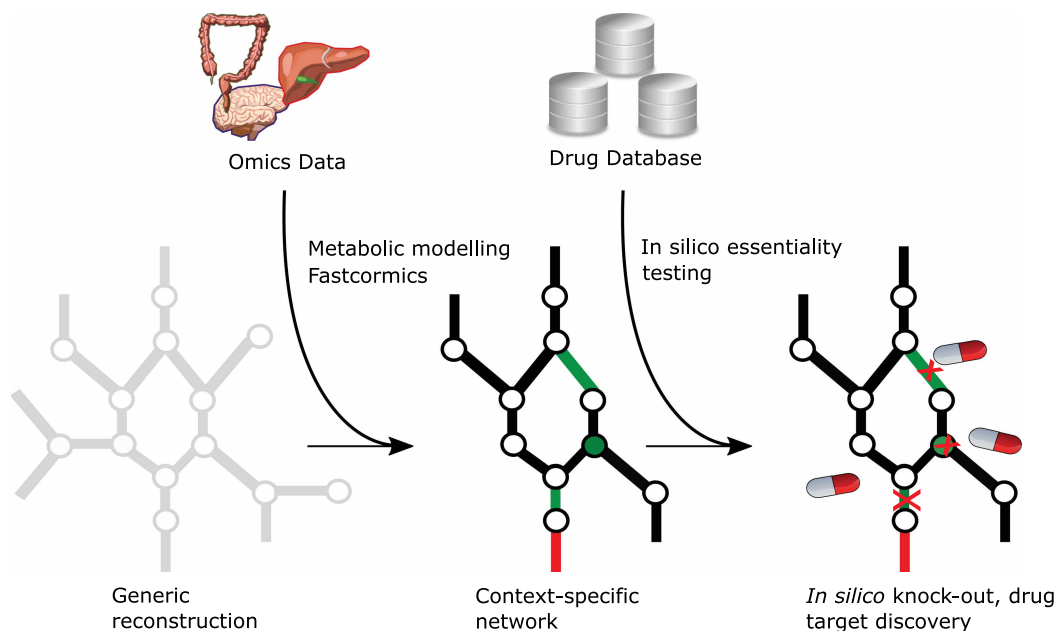 Omics Data
Drug Database
Metabolic modelling
Fastcormics
In silico essentiality
testing
Generic
reconstruction
Context-specific
network
In silico knock-out, drug
target discovery